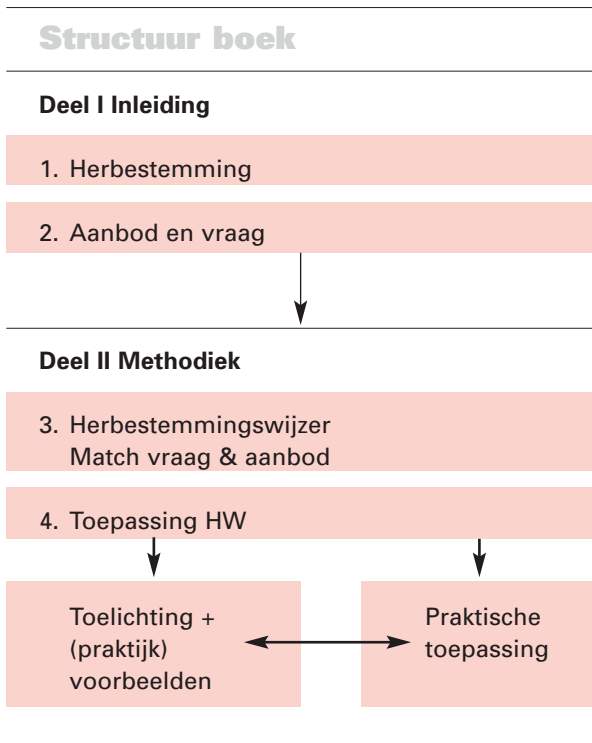 Structuur boek
Deel I Inleiding
1. Herbestemming
2. Aanbod en vraag
Deel II Methodiek
3. Herbestemmingswijzer
Match vraag & aanbod
4. Toepassing HW
Toelichting +
(praktijk)
voorbeelden
Praktische
toepassing